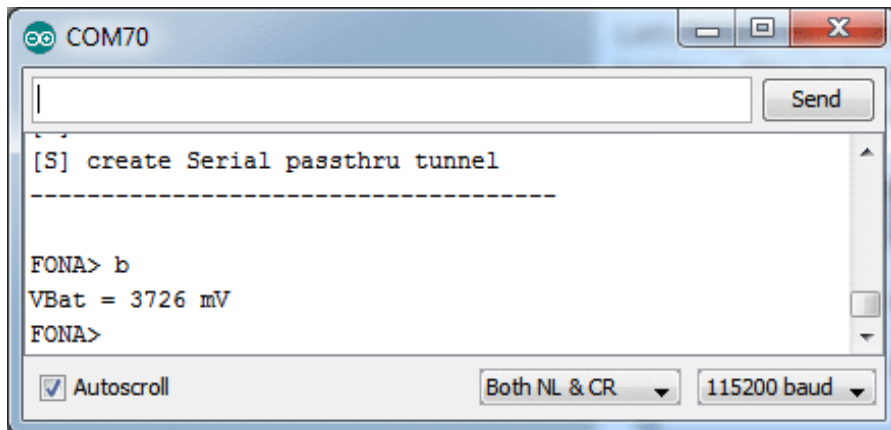 COM70
Send
[S] create Serial passthru tunnel
-------------------------------------
FONA> b
VBat = 3726 mV
FONA>
Autoscroll
Both NL & CR
115200 baud